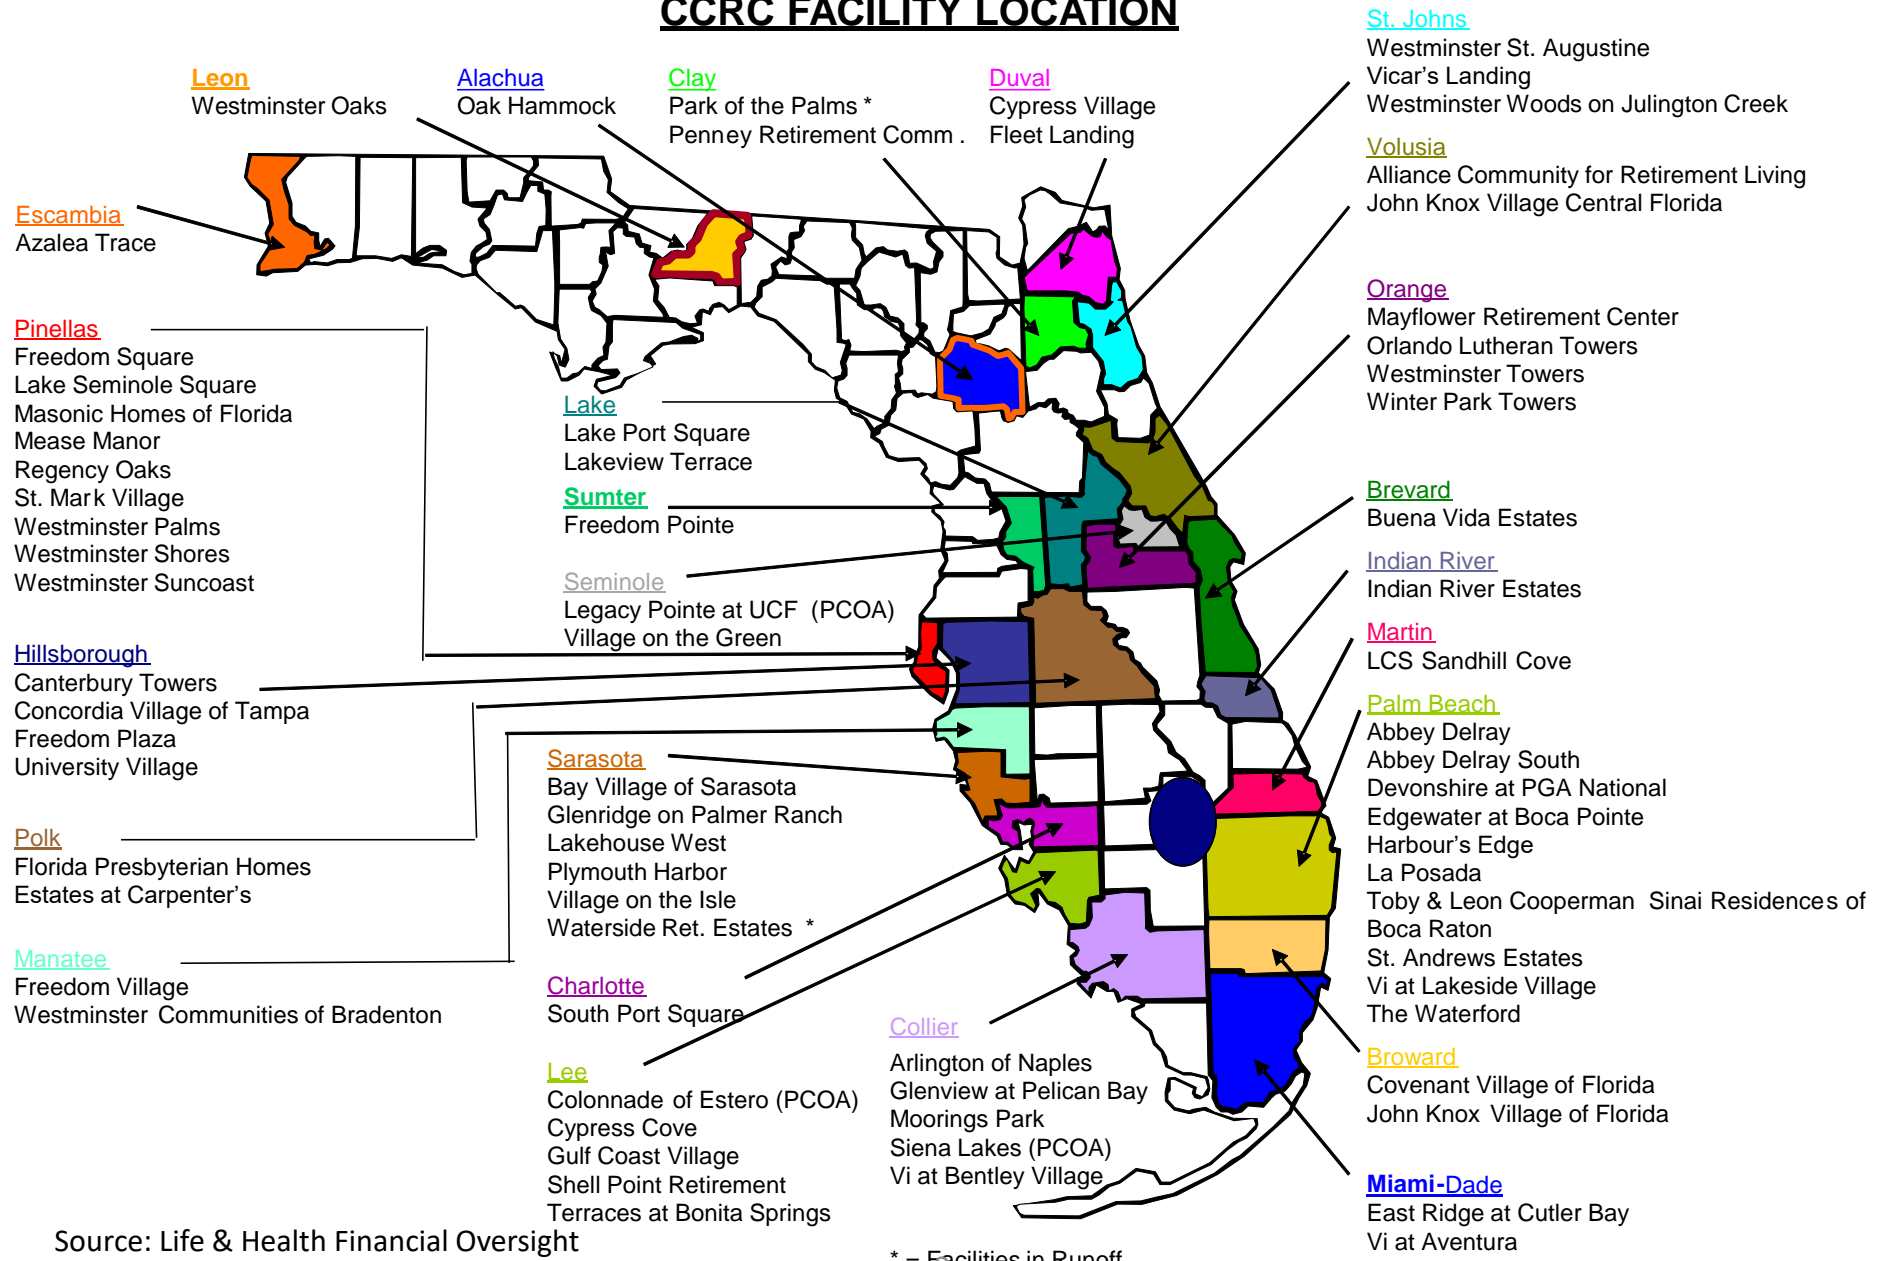 CCRC FACILITY LOCATION
Leon
Westminster Oaks
Alachua
Oak Hammock
Clay
Park of the Palms *
Penney Retirement Comm .
Duval
Cypress Village
Fleet Landing
St. Johns
Westminster St. Augustine
Vicar's Landing
Westminster Woods on Julington Creek
Volusia
Alliance Community for Retirement Living
John Knox Village Central Florida
Escambia
Azalea Trace
Orange
Mayflower Retirement Center
Orlando Lutheran Towers
Westminster Towers
Winter Park Towers
Pinellas
Freedom Square
Lake Seminole Square
Masonic Homes of Florida
Mease Manor
Regency Oaks
St. Mark Village
Westminster Palms
Westminster Shores
Westminster Suncoast
Lake
Lake Port Square
Lakeview Terrace
Sumter
Freedom Pointe
Seminole
Legacy Pointe at UCF (PCOA)
Village on the Green
Brevard
Buena Vida Estates
Indian River
Indian River Estates
Martin
LCS Sandhill Cove
Hillsborough
Canterbury Towers
Concordia Village of Tampa
Freedom Plaza
University Village
Palm Beach
Abbey Delray
Abbey Delray South
Devonshire at PGA National
Edgewater at Boca Pointe
Harbour's Edge
La Posada
Toby & Leon Cooperman Sinai Residences of
Boca Raton
St. Andrews Estates
Vi at Lakeside Village
The Waterford
Sarasota
Bay Village of Sarasota
Glenridge on Palmer Ranch
Lakehouse West
Plymouth Harbor
Village on the Isle
Waterside Ret. Estates *
Polk
Florida Presbyterian Homes
Estates at Carpenter's
Manatee
Freedom Village
Westminster Communities of Bradenton
Charlotte
South Port Square
Collier
Arlington of Naples
Glenview at Pelican Bay
Moorings Park
Siena Lakes (PCOA)
Vi at Bentley Village
Lee
Colonnade of Estero (PCOA)
Cypress Cove
Gulf Coast Village
Shell Point Retirement
Terraces at Bonita Springs
Broward
Covenant Village of Florida
John Knox Village of Florida
Miami-Dade
East Ridge at Cutler Bay
Vi at Aventura
Source: Life & Health Financial Oversight
* = Facilities in Runoff